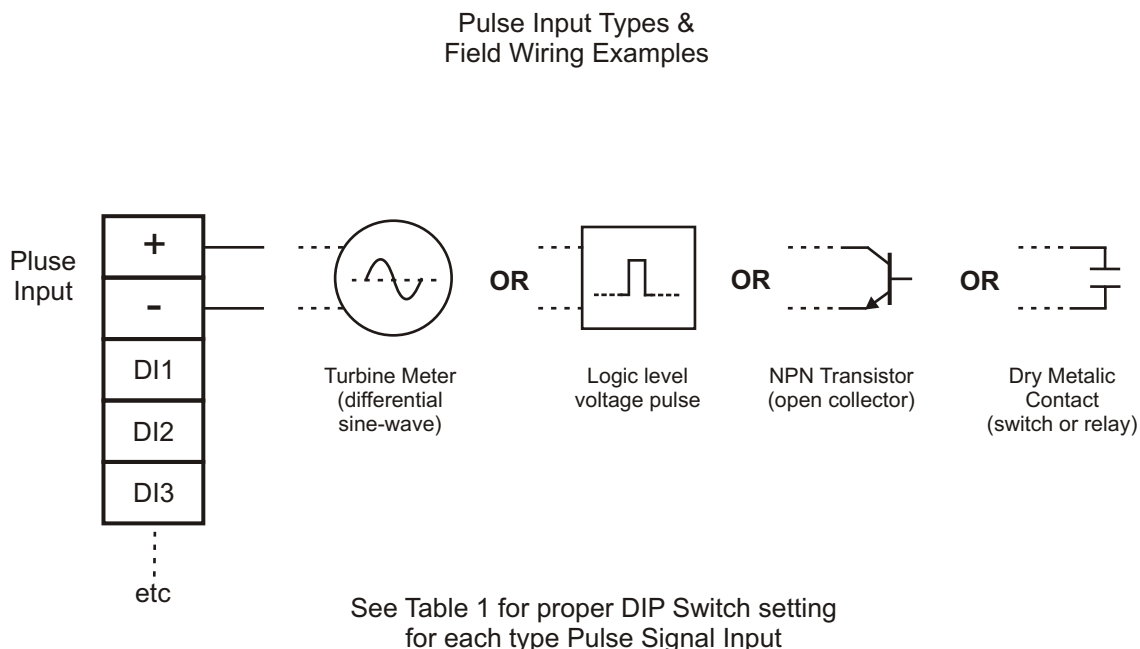 Pulse Input Types &
Field Wiring Examples
Pluse
Input
+
-
DI1
DI2
DI3
etc
OR
OR
OR
Turbine Meter
(differential
sine-wave)
Logic level
voltage pulse
NPN Transistor
(open collector)
Dry Metalic
Contact
(switch or relay)
See Table 1 for proper DIP Switch setting
for each type Pulse Signal Input